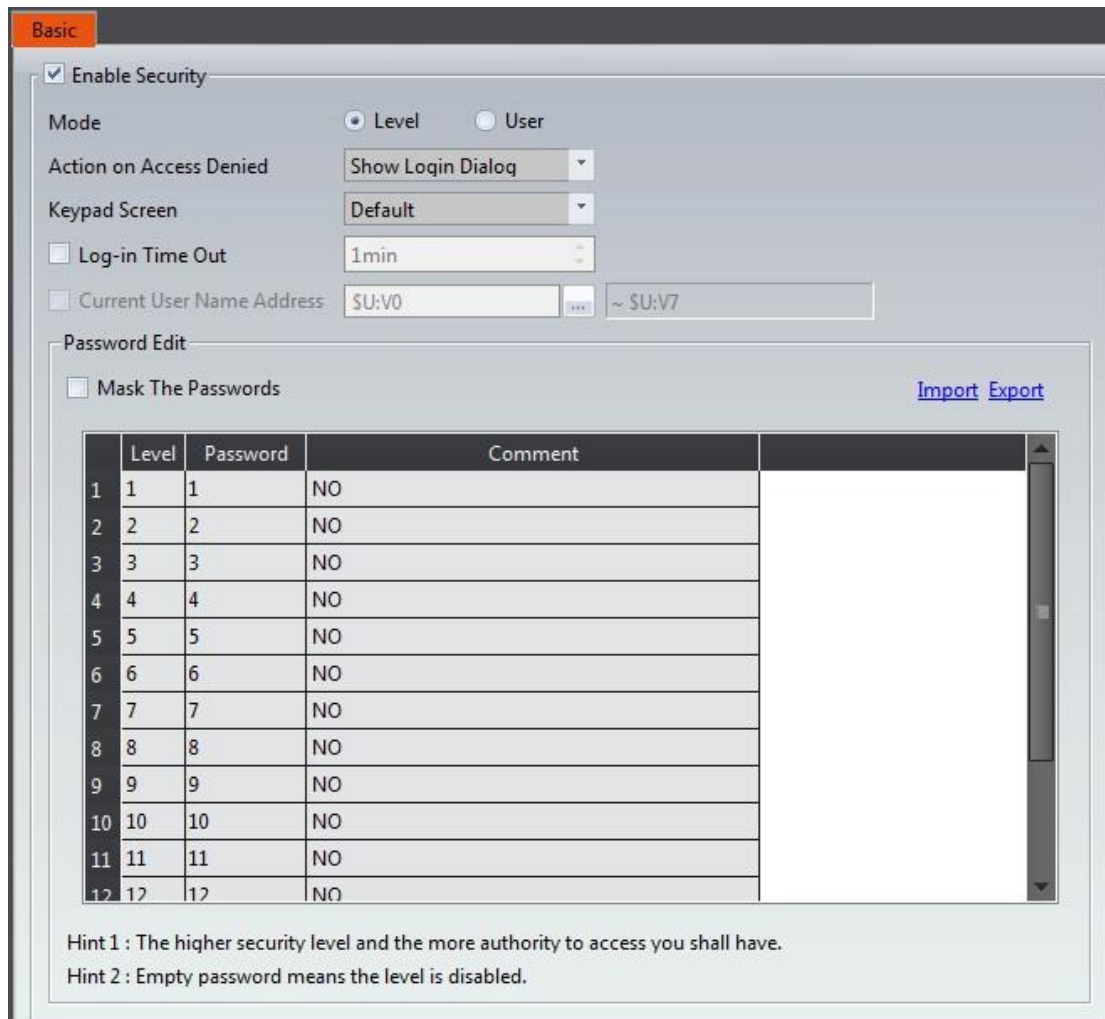 Basic
Enable Security
Mode Level User
Action on Access Denied Show Login Dialog
Keypad Screen Default
Log-in Time Out 1min
Current User Name Address $U:V0 ... ~ $U:V7
Password Edit
Mask The Passwords Import Export
Level Password Comment
1 1 1 NO
2 2 2 NO
3 3 3 NO
4 4 4 NO
5 5 5 NO
6 6 6 NO
7 7 7 NO
8 8 8 NO
9 9 9 NO
10 10 10 NO
11 11 11 NO
12 12 12 NO
Hint 1 : The higher security level and the more authority to access you shall have.
Hint 2 : Empty password means the level is disabled.